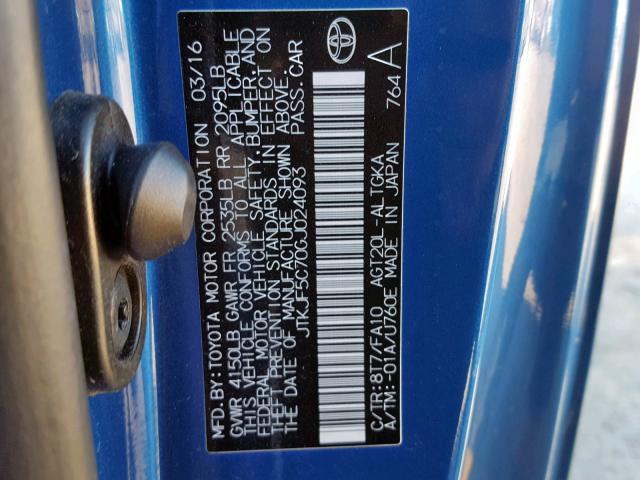 MFD.BY:TOYOTA MOTOR CORPORATION 03/16
GVWR 4150LB GAWR FR 2535LB RR 2095LB
THIS VEHICLE CONFORMS TO ALL APPLICABLE
FEDERAL MOTOR VEHICLE SAFETY, BUMPER, AND
THEFT PREVENTION STANDARDS IN EFFECT ON
THE DATE OF MANUFACTURE SHOWN ABOVE.
JTKJF5C70GJ024093 PASS.CAR
C/TR:8T7/FA10 AGT20L-ALTGKA
A/TM:-01A/U760E MADE IN JAPAN
764 A